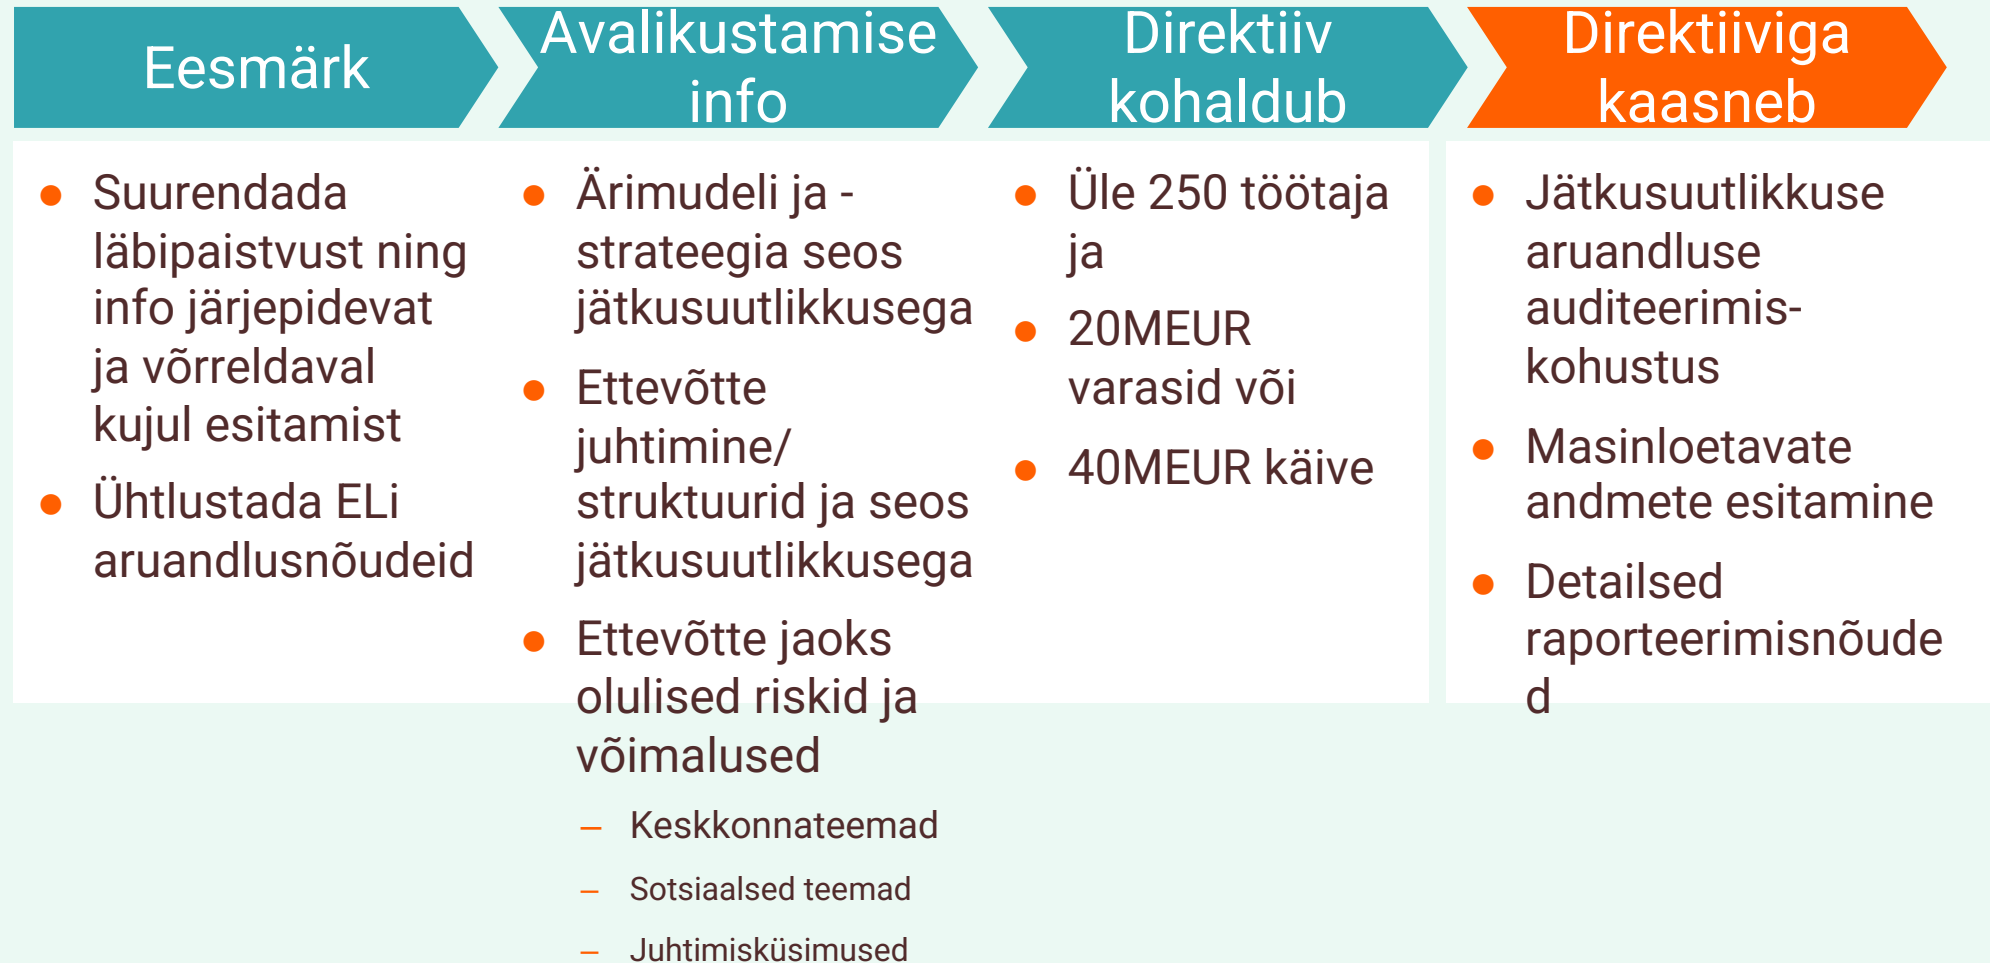 Eesmärk
Avalikustamise
info
Direktiiv
kohaldub
Direktiiviga
kaasneb
● Suurendada
läbipaistvust ning
info järjepidevat
ja võrreldaval
kujul esitamist
● Ühtlustada ELi
aruandlusnõudeid
● Ärimudeli ja -
strateegia seos
jätkusuutlikkusega
● Ettevõtte
juhtimine/
struktuurid ja seos
jätkusuutlikkusega
● Ettevõtte jaoks
olulised riskid ja
võimalused
– Keskkonnateemad
– Sotsiaalsed teemad
– Juhtimisküsimused
● Üle 250 töötaja
ja
● 20MEUR
varasid või
● 40MEUR käive
● Jätkusuutlikkuse
aruandluse
auditeerimis-
kohustus
● Masinloetavate
andmete esitamine
● Detailsed
raporteerimisnõude
d